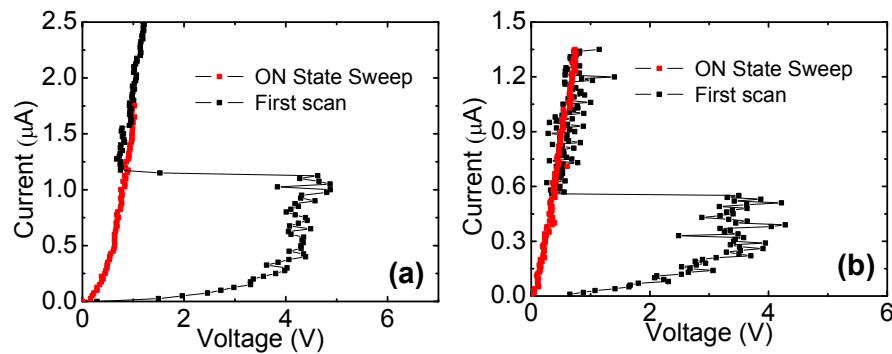 2.5
2.0
1.5
1.0
0.5
0.0
Current (μA)
ON State Sweep
First scan
(a)
0 2 4 6
Voltage (V)
1.5
1.2
0.9
0.6
0.3
0.0
Current (μA)
ON State Sweep
First scan
(b)
0 2 4 6
Voltage (V)